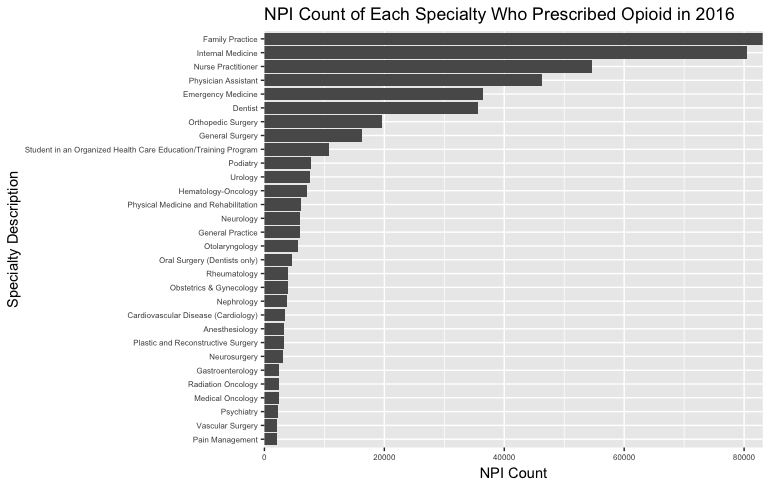 NPI Count of Each Specialty Who Prescribed Opioid in 2016
Specialty Description
Family Practice
Internal Medicine
Nurse Practitioner
Physician Assistant
Emergency Medicine
Dentist
Orthopedic Surgery
General Surgery
Student in an Organized Health Care Education/Training Program
Podiatry
Urology
Hematology-Oncology
Physical Medicine and Rehabilitation
Neurology
General Practice
Otolaryngology
Oral Surgery (Dentists only)
Rheumatology
Obstetrics & Gynecology
Nephrology
Cardiovascular Disease (Cardiology)
Anesthesiology
Plastic and Reconstructive Surgery
Neurosurgery
Gastroenterology
Radiation Oncology
Medical Oncology
Psychiatry
Vascular Surgery
Pain Management
0 20000 40000 60000 80000
NPI Count